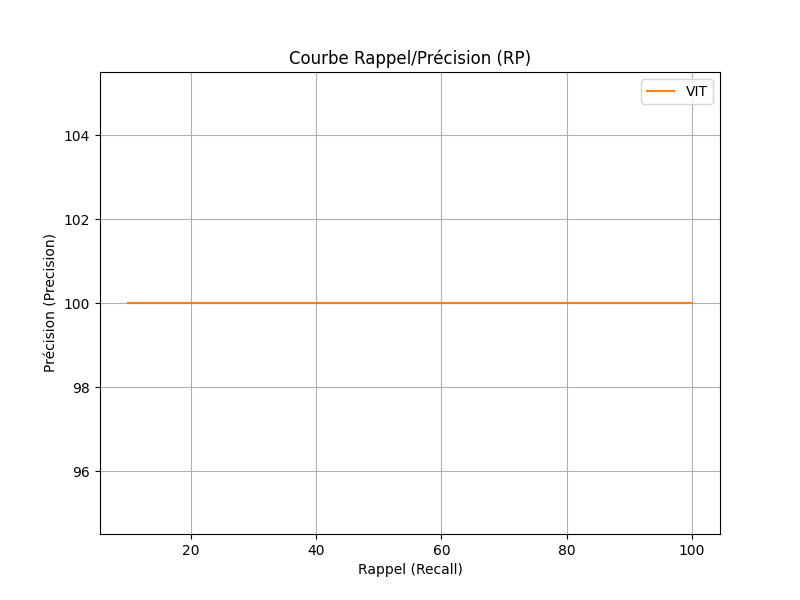 Courbe Rappel/Précision (RP)
VIT
104
102
100
98
96
Précision (Precision)
20 40 60 80 100
Rappel (Recall)